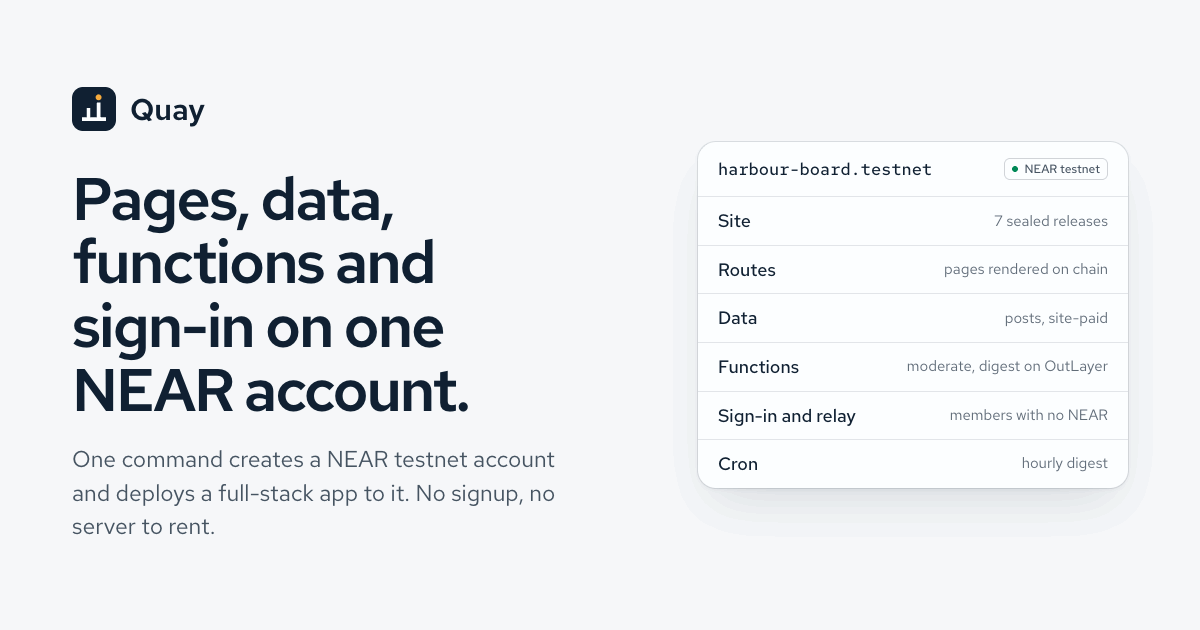 Quay
Pages, data,
functions and
sign-in on one
NEAR account.
One command creates a NEAR testnet account
and deploys a full-stack app to it. No signup, no
server to rent.
harbour-board.testnet NEAR testnet
Site 7 sealed releases
Routes pages rendered on chain
Data posts, site-paid
Functions moderate, digest on OutLayer
Sign-in and relay members with no NEAR
Cron hourly digest